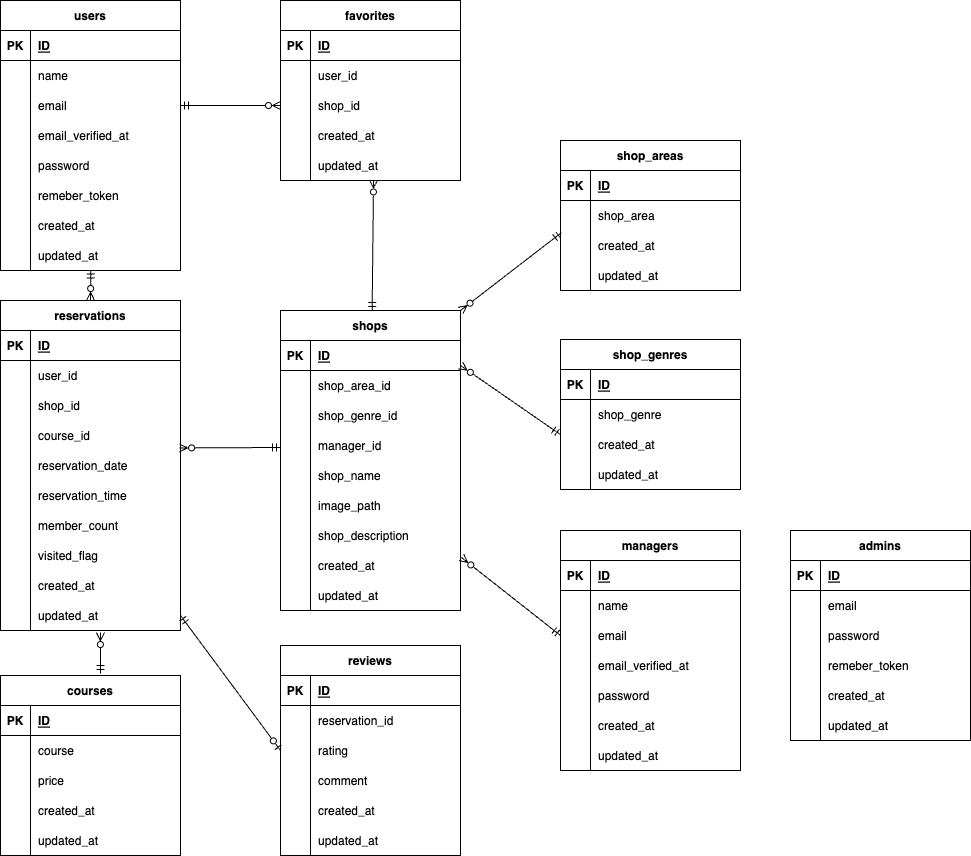 users
PK ID
name
email
email_verified_at
password
remeber_token
created_at
updated_at
favorites
PK ID
user_id
shop_id
created_at
updated_at
shop_areas
PK ID
shop_area
created_at
updated_at
reservations
PK ID
user_id
shop_id
course_id
reservation_date
reservation_time
member_count
visited_flag
created_at
updated_at
shops
PK ID
shop_area_id
shop_genre_id
manager_id
shop_name
image_path
shop_description
created_at
updated_at
shop_genres
PK ID
shop_genre
created_at
updated_at
managers
PK ID
name
email
email_verified_at
password
created_at
updated_at
admins
PK ID
email
password
remeber_token
created_at
updated_at
courses
PK ID
course
price
created_at
updated_at
reviews
PK ID
reservation_id
rating
comment
created_at
updated_at